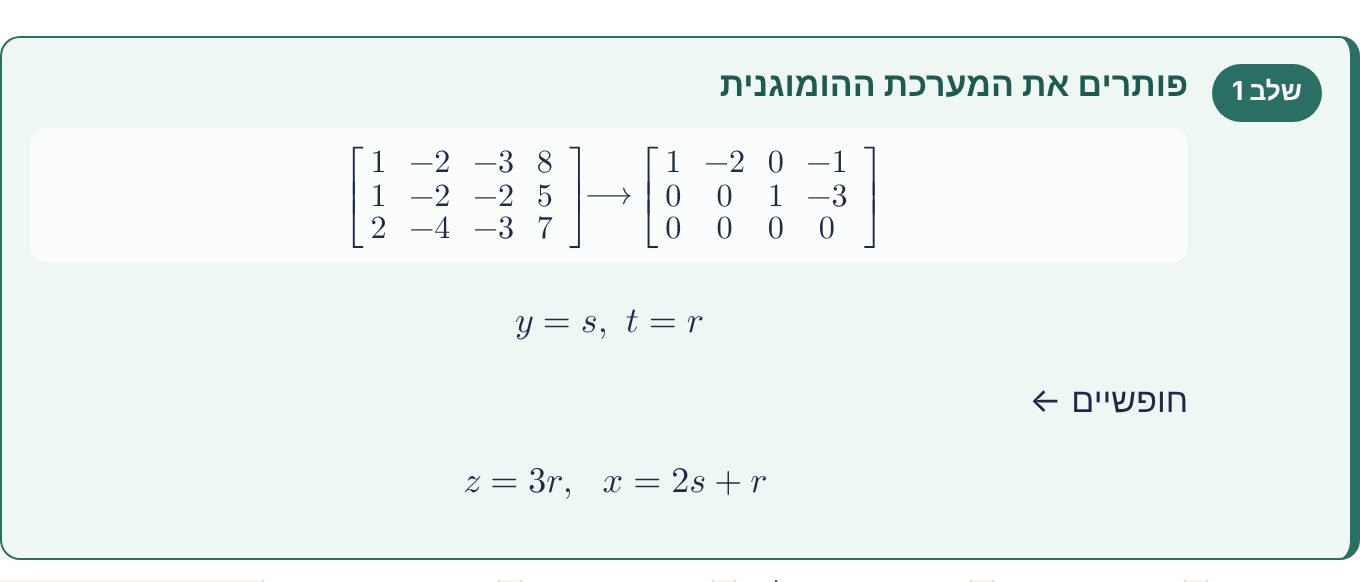 שלב 1
פותרים את המערכת ההומוגנית
[1 −2 −3 8; 1 −2 −2 5; 2 −4 −3 7] ⟶ [1 −2 0 −1; 0 0 1 −3; 0 0 0 0]
y = s, t = r
חופשיים ←
z = 3r, x = 2s + r